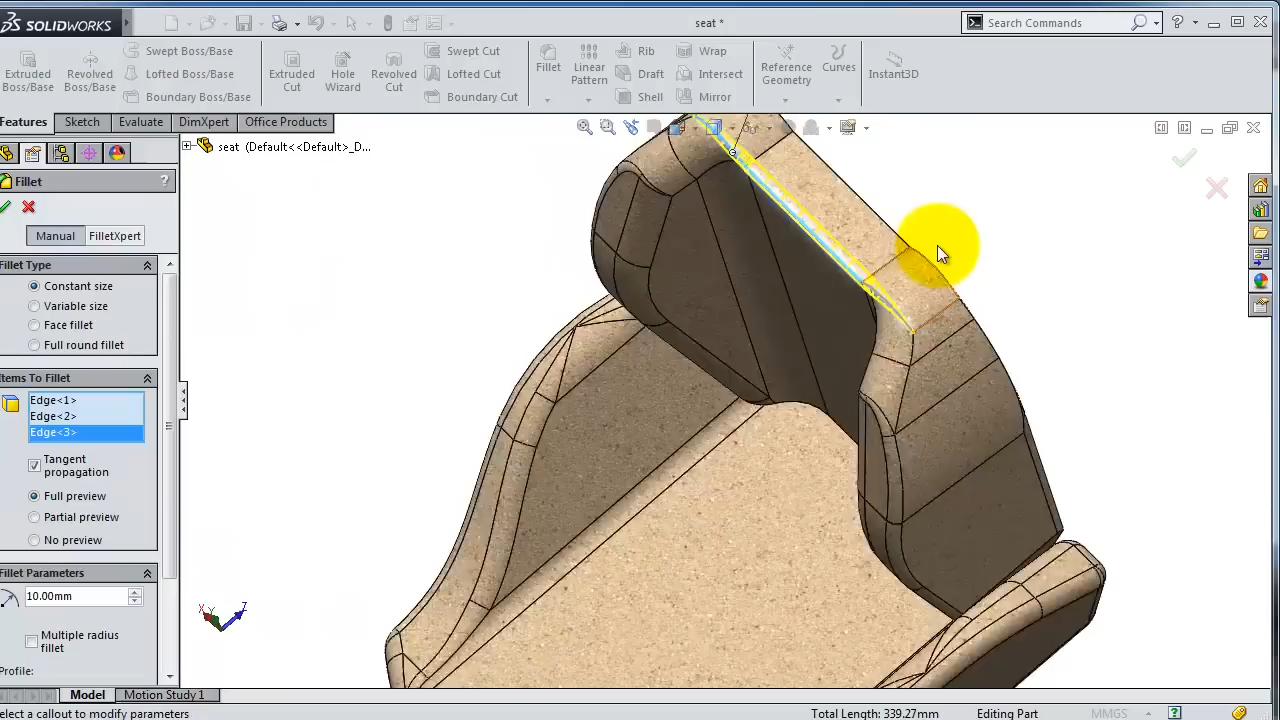 SOLIDWORKS
seat *
Search Commands
Extruded Boss/Base
Revolved Boss/Base
Swept Boss/Base
Lofted Boss/Base
Boundary Boss/Base
Extruded Cut
Hole Wizard
Revolved Cut
Swept Cut
Lofted Cut
Boundary Cut
Fillet
Linear Pattern
Rib
Draft
Shell
Wrap
Intersect
Mirror
Reference Geometry
Curves
Instant3D
Features
Sketch
Evaluate
DimXpert
Office Products
seat (Default<<Default>_D...
Fillet
?
Manual
FilletXpert
Fillet Type
Constant size
Variable size
Face fillet
Full round fillet
Items To Fillet
Edge<1>
Edge<2>
Edge<3>
Tangent
propagation
Full preview
Partial preview
No preview
Fillet Parameters
10.00mm
Multiple radius
fillet
Profile:
X
Y
Z
Model
Motion Study 1
Select a callout to modify parameters
Total Length: 339.27mm
Editing Part
MMGS